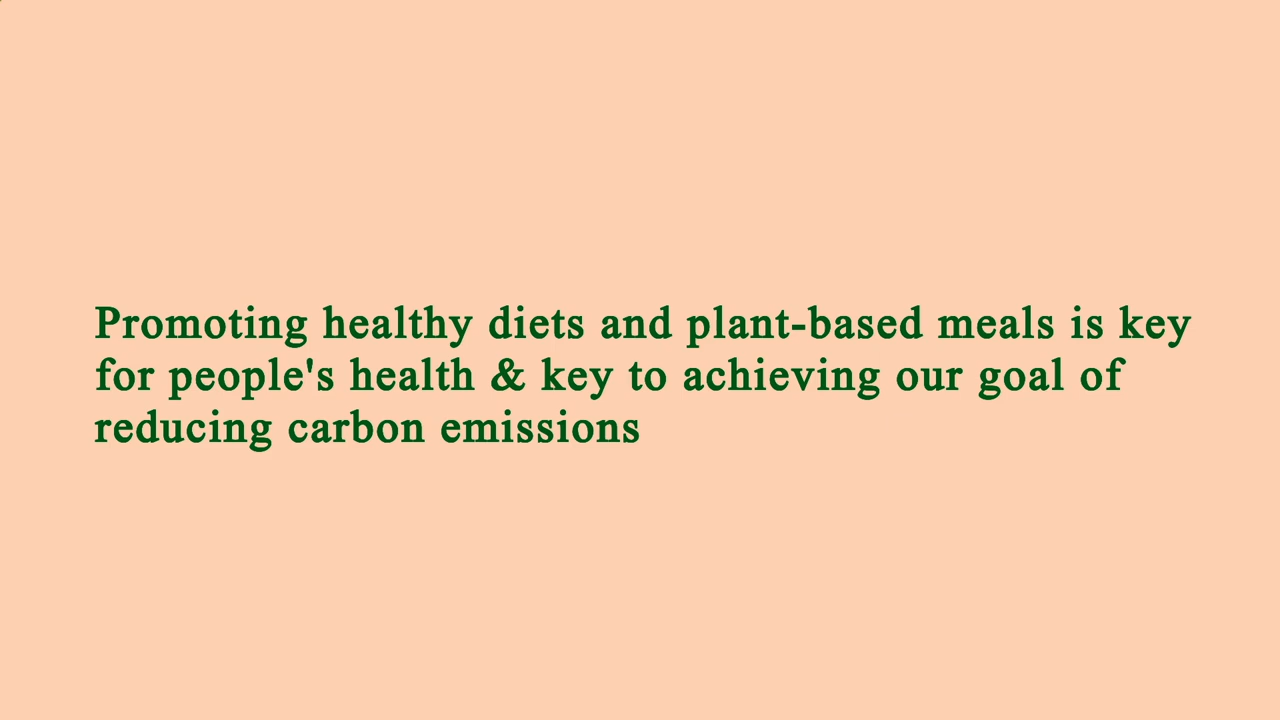 Promoting healthy diets and plant-based meals is key
for people's health & key to achieving our goal of
reducing carbon emissions